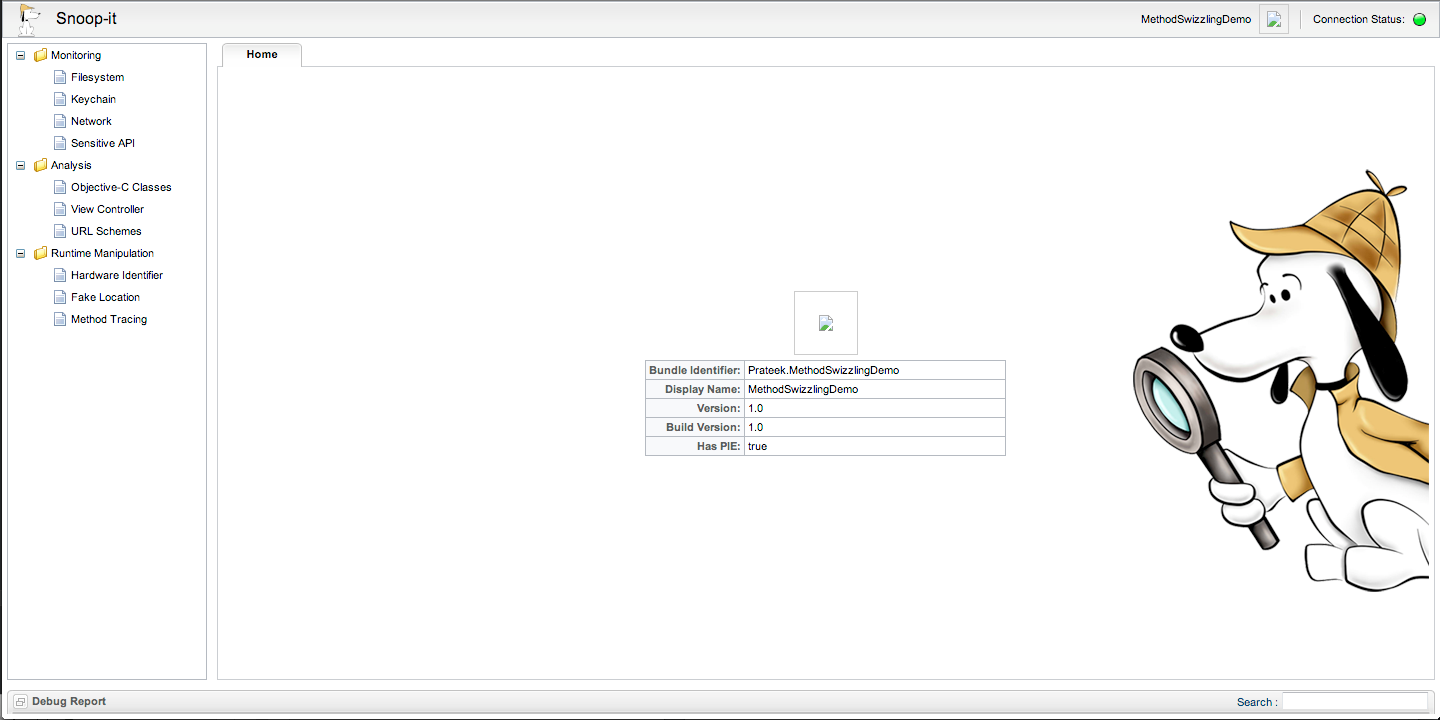 Snoop-it
MethodSwizzlingDemo
Connection Status:
Monitoring
Filesystem
Keychain
Network
Sensitive API
Analysis
Objective-C Classes
View Controller
URL Schemes
Runtime Manipulation
Hardware Identifier
Fake Location
Method Tracing
Home
Bundle Identifier: Prateek.MethodSwizzlingDemo
Display Name: MethodSwizzlingDemo
Version: 1.0
Build Version: 1.0
Has PIE: true
Debug Report
Search :